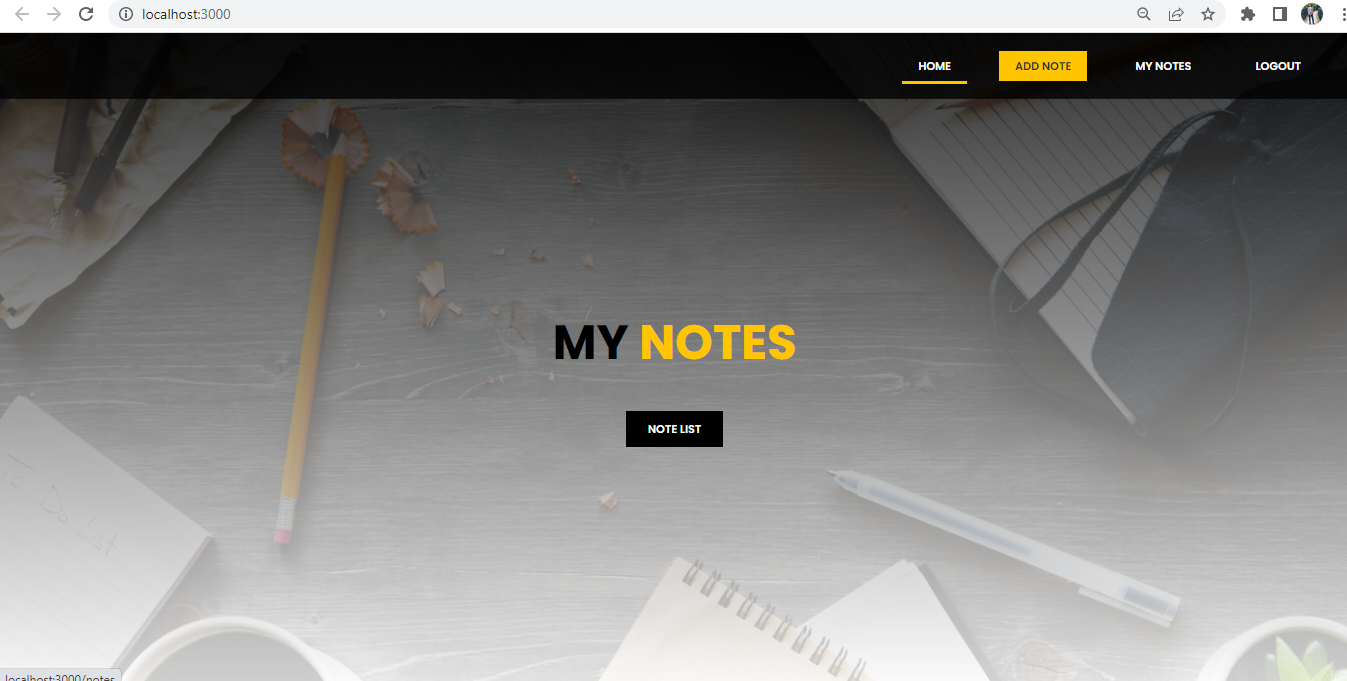 localhost:3000
HOME
ADD NOTE
MY NOTES
LOGOUT
MY NOTES
NOTE LIST
To Do List
localhost:3000/notes